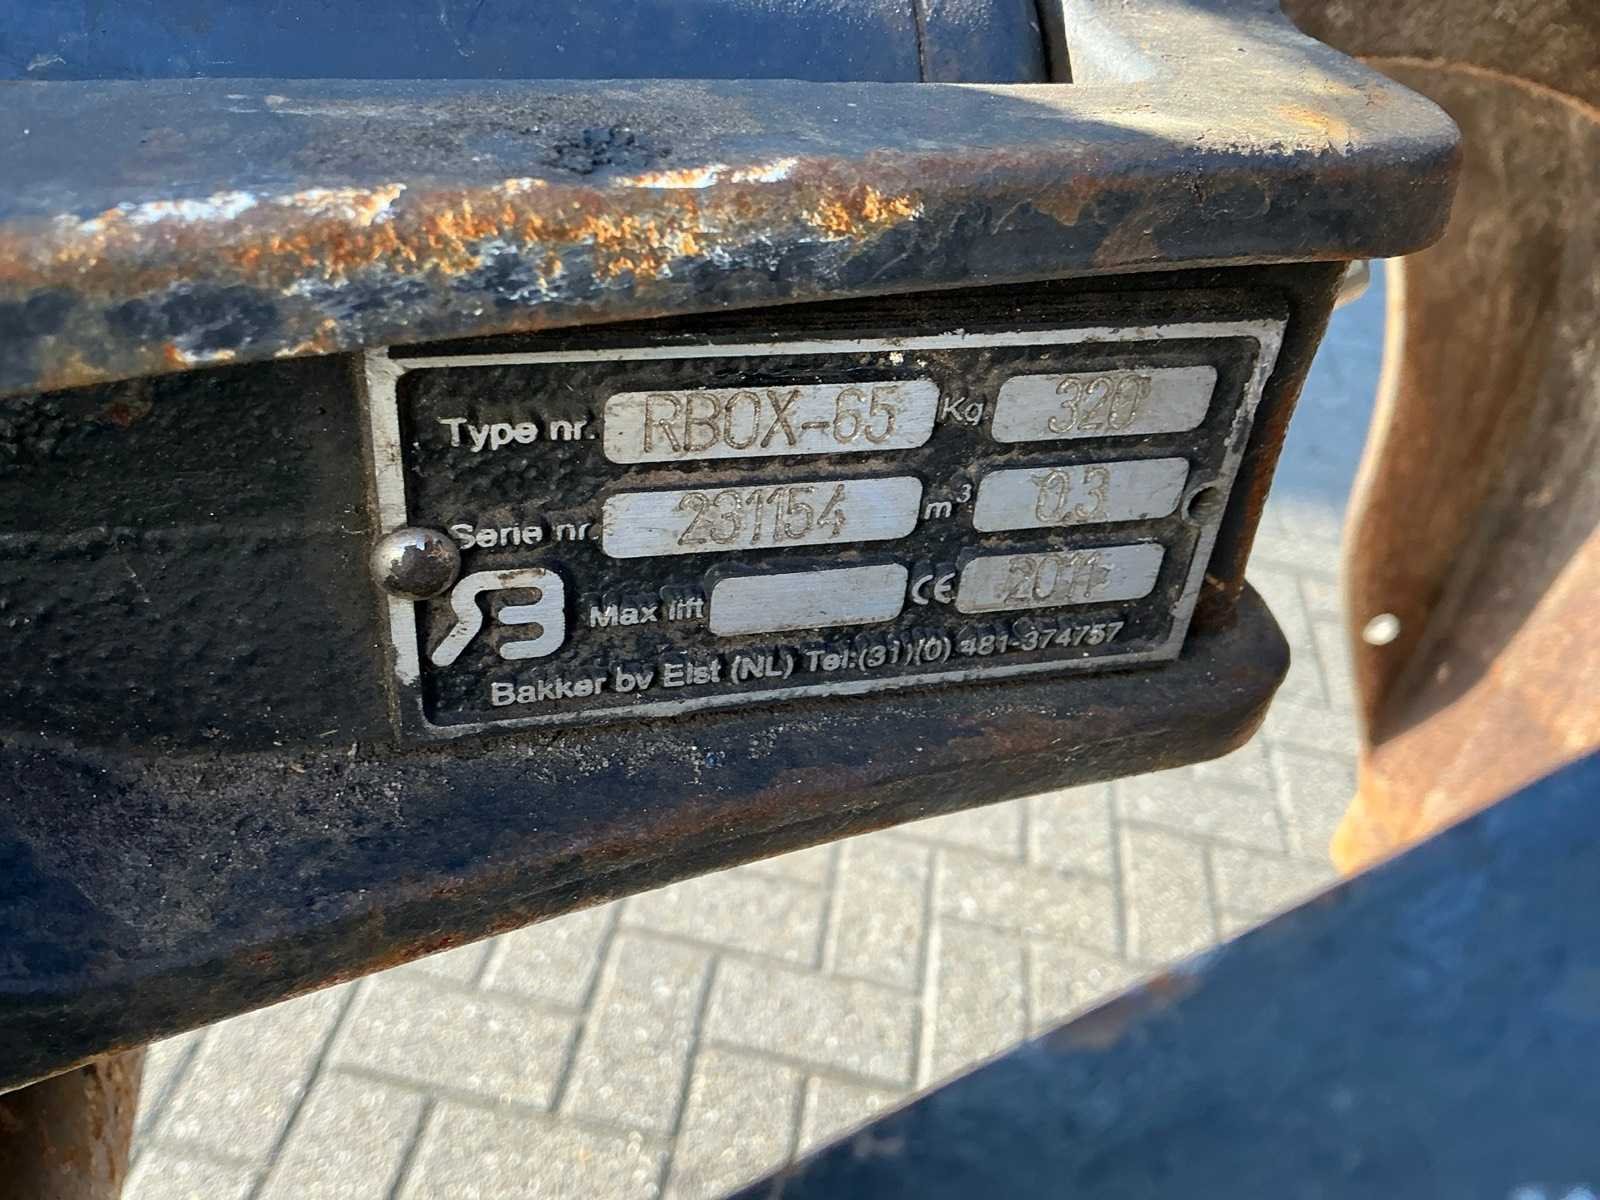 Type nr. RBOX-65 Kg 320
Serie nr. 231154 m³ 0.3
RB Max lift CE 2011
Bakker bv Elst (NL) Tel:(31)(0) 481-374757